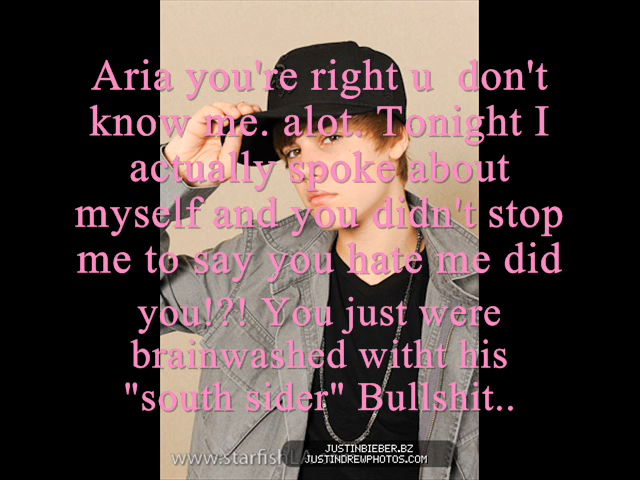 Aria you're right u don't
know me. alot. Tonight I
actually spoke about
myself and you didn't stop
me to say you hate me did
you!?! You just were
brainwashed witht his
"south sider" Bullshit..
JUSTINBIEBER.BZ
www.starfishLA
JUSTINDREWPHOTOS.COM